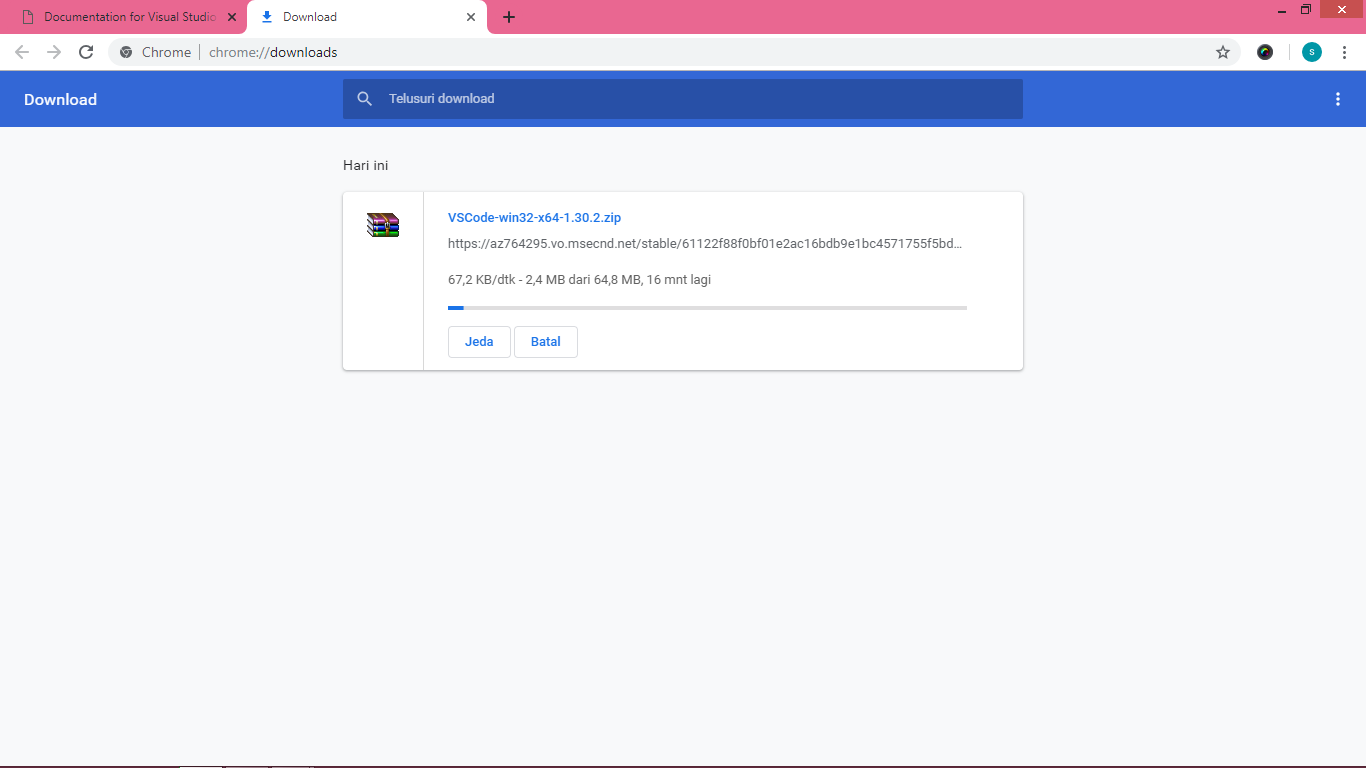 Documentation for Visual Studio
Download
Chrome
chrome://downloads
s
Download
Telusuri download
Hari ini
VSCode-win32-x64-1.30.2.zip
https://az764295.vo.msecnd.net/stable/61122f88f0bf01e2ac16bdb9e1bc4571755f5bd...
67,2 KB/dtk - 2,4 MB dari 64,8 MB, 16 mnt lagi
Jeda
Batal